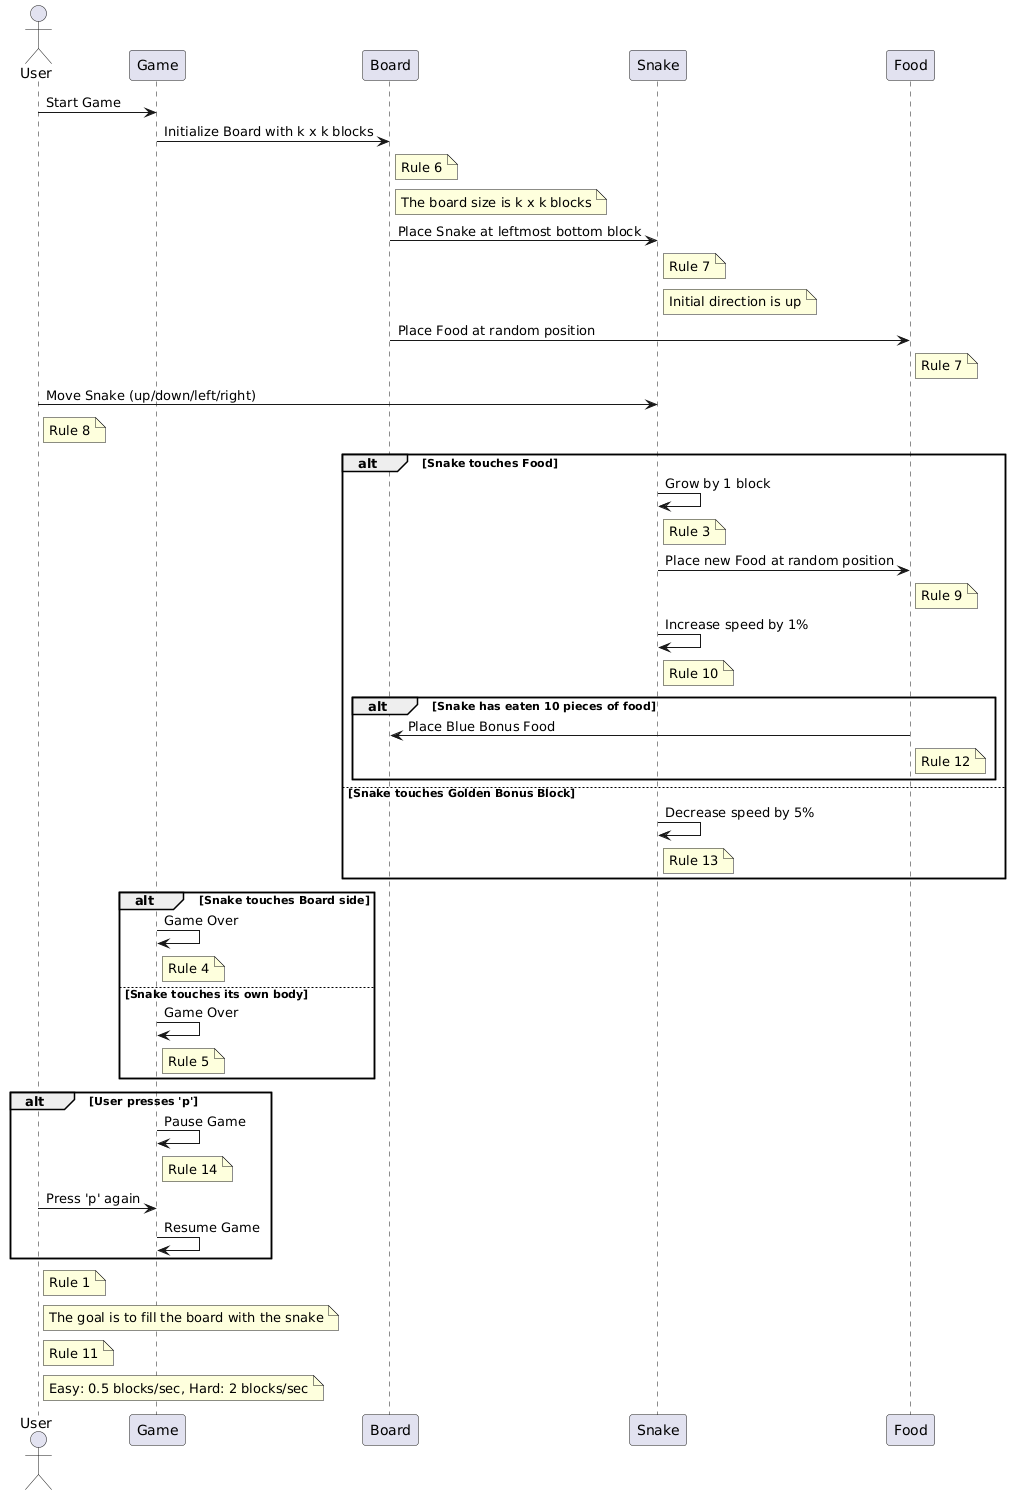 User
Game
Board
Snake
Food
Start Game
Initialize Board with k x k blocks
Rule 6
The board size is k x k blocks
Place Snake at leftmost bottom block
Rule 7
Initial direction is up
Place Food at random position
Rule 7
Move Snake (up/down/left/right)
Rule 8
alt
[Snake touches Food]
Grow by 1 block
Rule 3
Place new Food at random position
Rule 9
Increase speed by 1%
Rule 10
alt
[Snake has eaten 10 pieces of food]
Place Blue Bonus Food
Rule 12
[Snake touches Golden Bonus Block]
Decrease speed by 5%
Rule 13
alt
[Snake touches Board side]
Game Over
Rule 4
[Snake touches its own body]
Game Over
Rule 5
alt
[User presses 'p']
Pause Game
Rule 14
Press 'p' again
Resume Game
Rule 1
The goal is to fill the board with the snake
Rule 11
Easy: 0.5 blocks/sec, Hard: 2 blocks/sec
User
Game
Board
Snake
Food